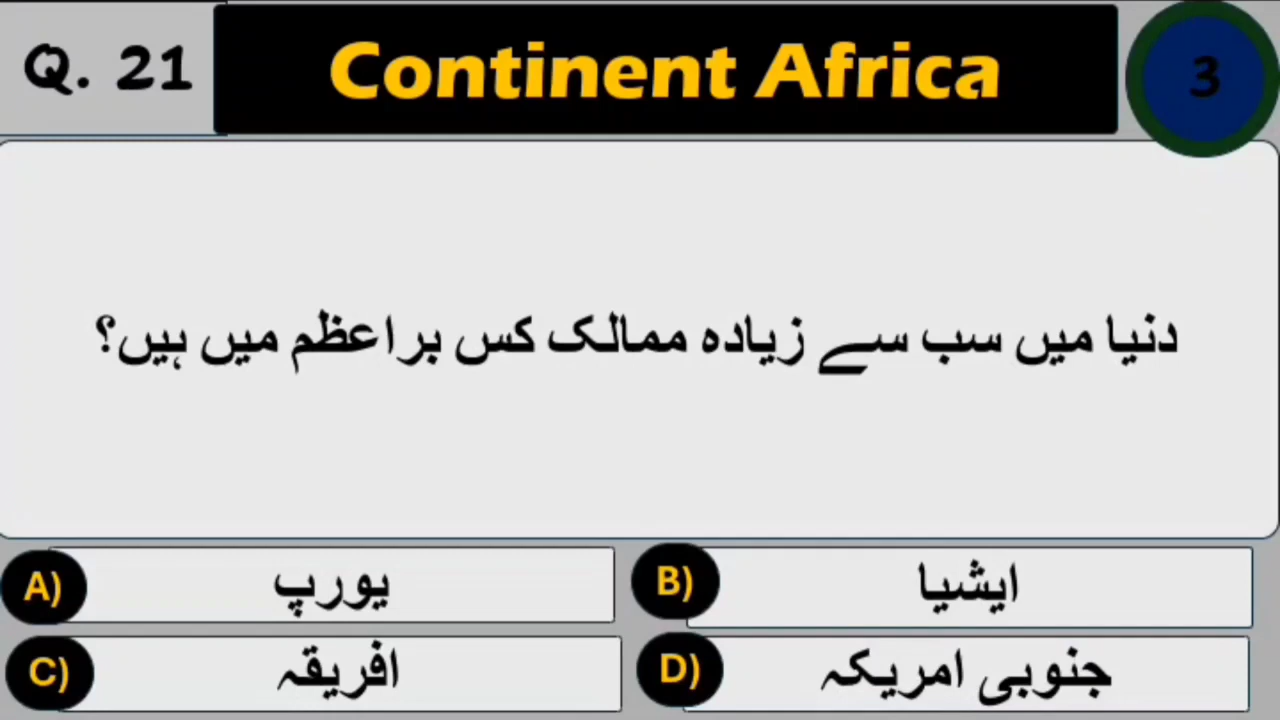 Q. 21
Continent Africa
3
دنیا میں سب سے زیادہ ممالک کس براعظم میں ہیں؟
A) یورپ
B) ایشیا
C) افریقہ
D) جنوبی امریکہ